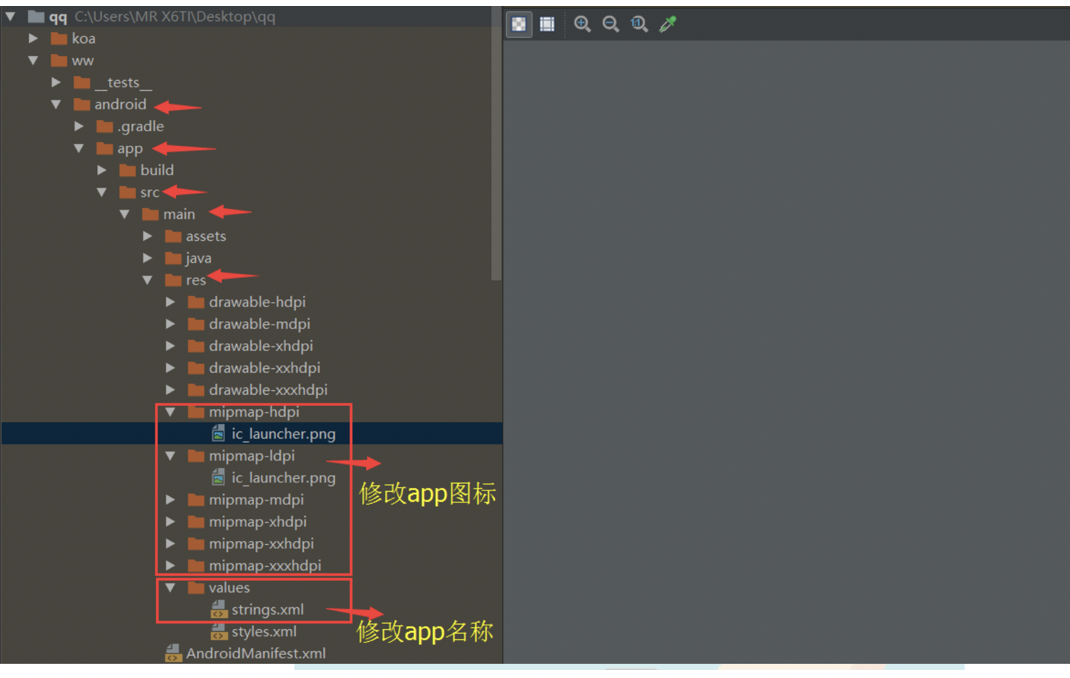 qq C:\Users\MR X6TI\Desktop\qq
koa
ww
__tests__
android
.gradle
app
build
src
main
assets
java
res
drawable-hdpi
drawable-mdpi
drawable-xhdpi
drawable-xxhdpi
drawable-xxxhdpi
mipmap-hdpi
ic_launcher.png
mipmap-ldpi
ic_launcher.png
修改app图标
mipmap-mdpi
mipmap-xhdpi
mipmap-xxhdpi
mipmap-xxxhdpi
values
strings.xml
修改app名称
styles.xml
AndroidManifest.xml